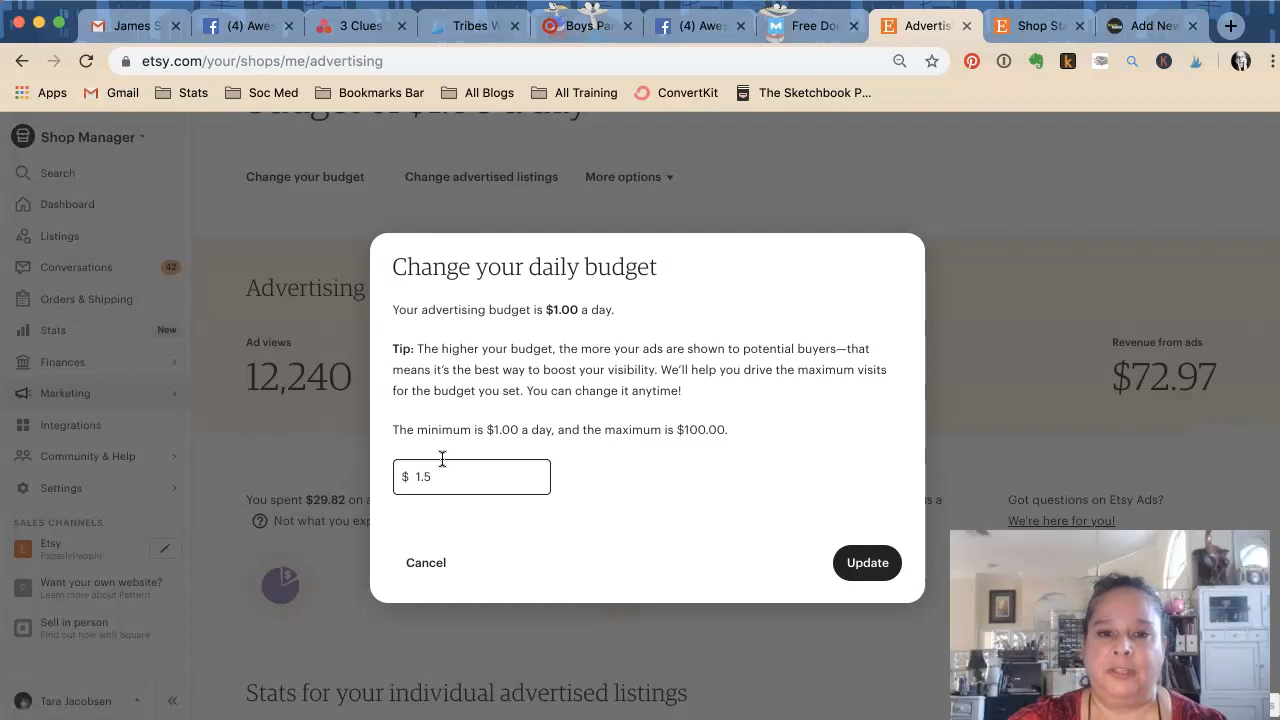 James S
(4) Awes
3 Clues
Tribes W
Boys Pa
(4) Awes
Free Do
Advertis
Shop St
Add New
etsy.com/your/shops/me/advertising
Apps
Gmail
Stats
Soc Med
Bookmarks Bar
All Blogs
All Training
ConvertKit
The Sketchbook P...
Shop Manager
Search
Dashboard
Listings
Conversations 42
Orders & Shipping
Stats New
Finances
Marketing
Integrations
Community & Help
Settings
SALES CHANNELS
Etsy
PaperlyPeople
Want your own website?
Learn more about Pattern
Sell in person
Find out how with Square
Tara Jacobsen
Change your budget
Change advertised listings
More options
Advertising
Ad views
12,240
Revenue from ads
$72.97
Change your daily budget
Your advertising budget is $1.00 a day.
Tip: The higher your budget, the more your ads are shown to potential buyers—that
means it's the best way to boost your visibility. We'll help you drive the maximum visits
for the budget you set. You can change it anytime!
The minimum is $1.00 a day, and the maximum is $100.00.
$ 1.5
Cancel
Update
You spent $29.82 on a
Not what you exp
s a
Got questions on Etsy Ads?
We're here for you!
Stats for your individual advertised listings